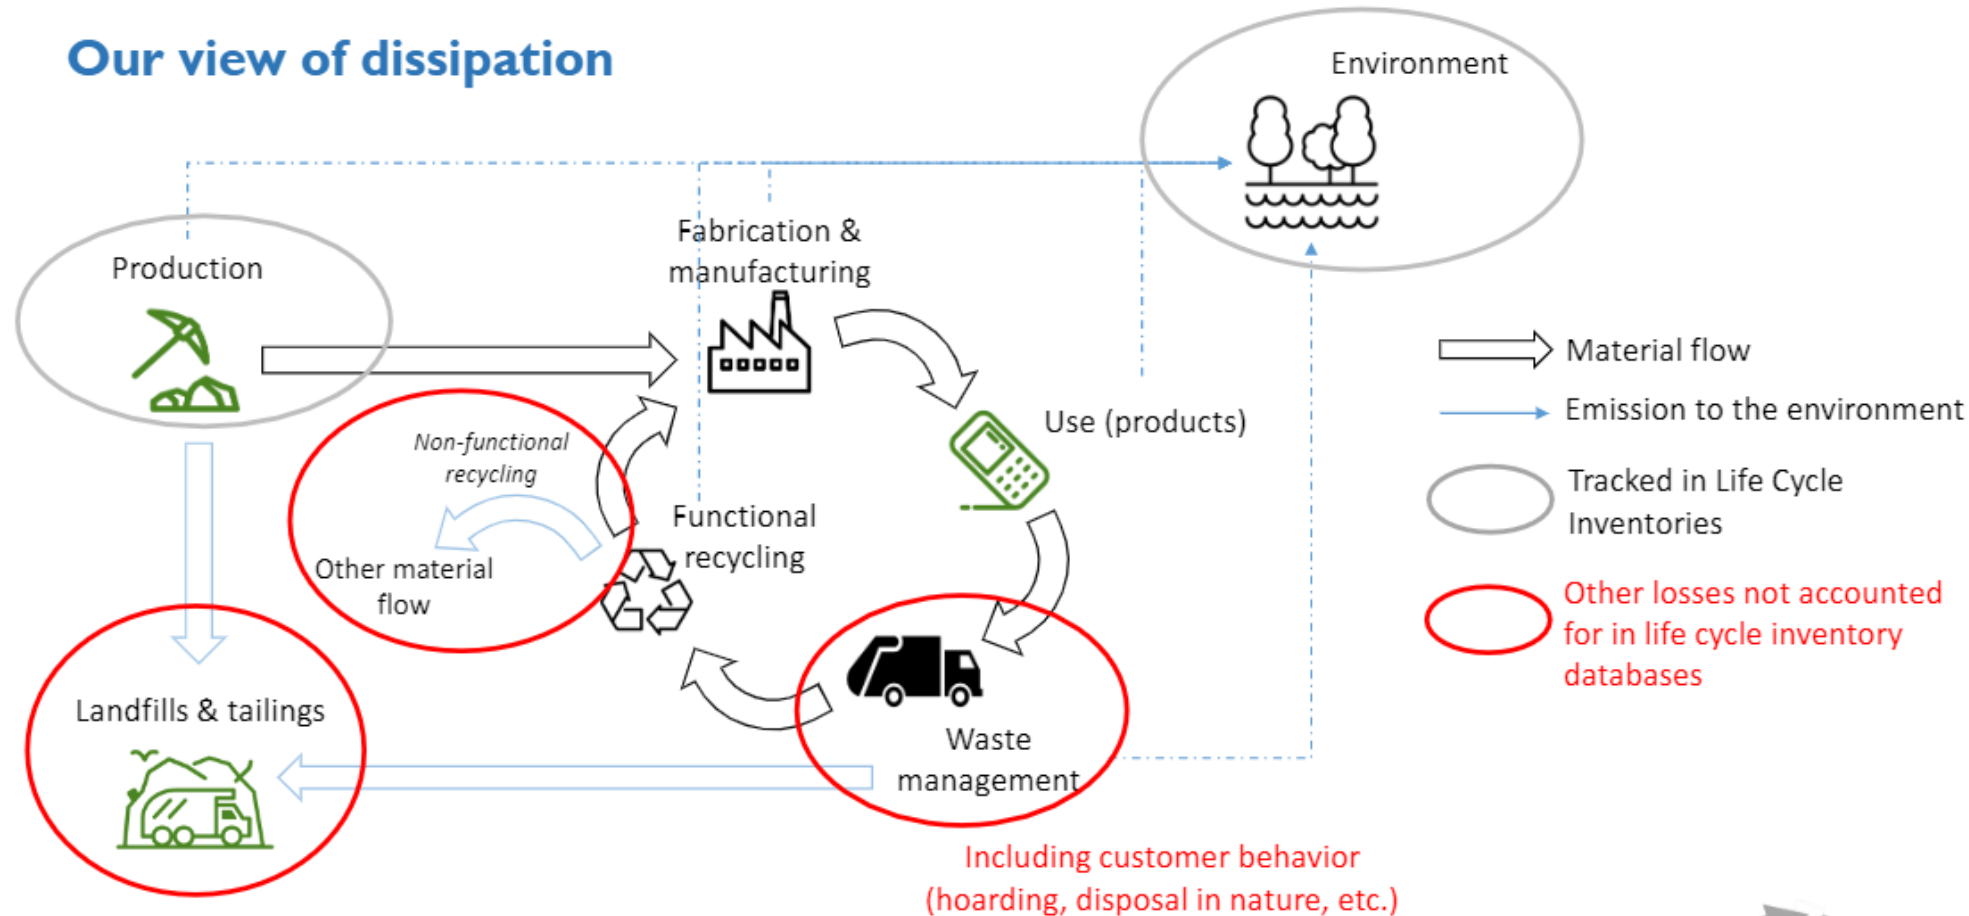 Our view of dissipation
Environment
Production
Fabrication &
manufacturing
Use (products)
Non-functional
recycling
Other material
flow
Functional
recycling
Landfills & tailings
Waste
management
Including customer behavior
(hoarding, disposal in nature, etc.)
Material flow
Emission to the environment
Tracked in Life Cycle
Inventories
Other losses not accounted
for in life cycle inventory
databases